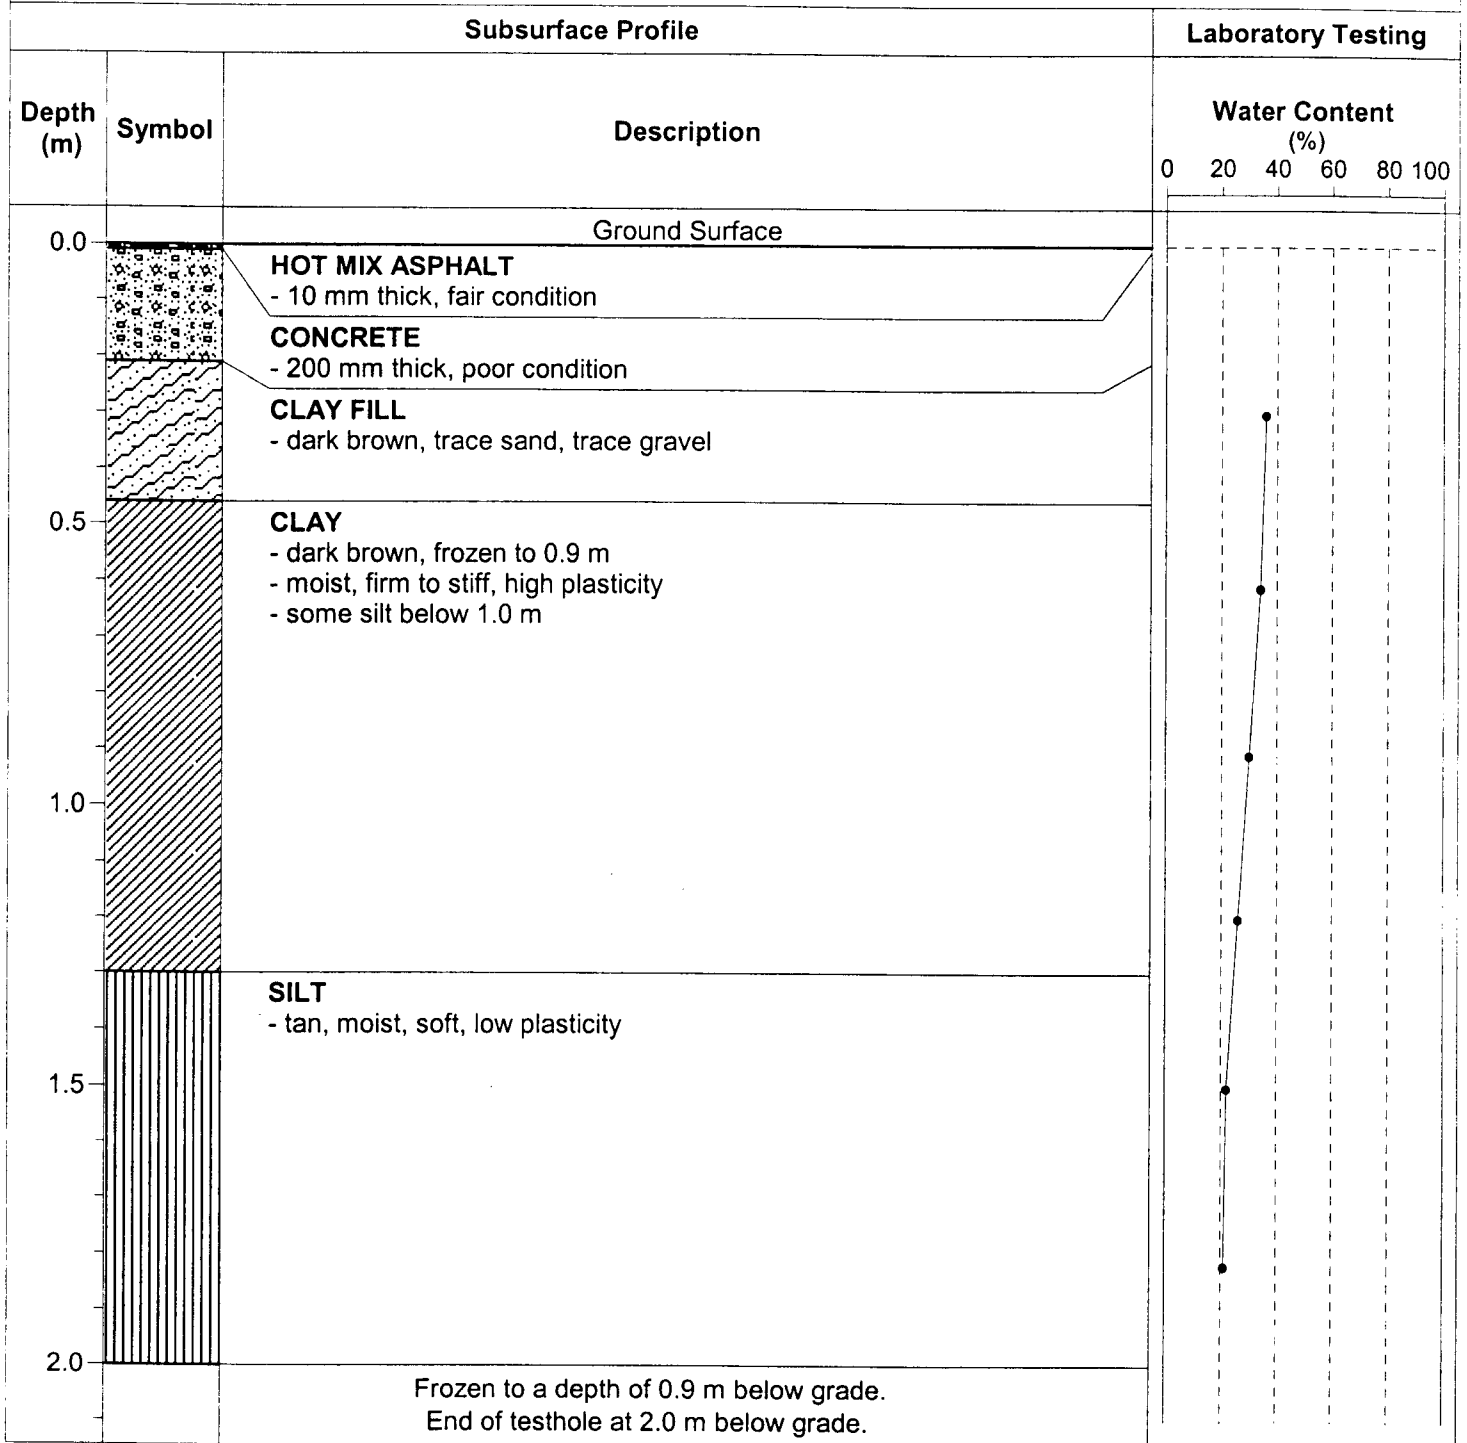 Subsurface Profile
Laboratory Testing
Depth
(m)
Symbol
Description
Water Content
(%)
0 20 40 60 80 100
Ground Surface
0.0
HOT MIX ASPHALT
- 10 mm thick, fair condition
CONCRETE
- 200 mm thick, poor condition
CLAY FILL
- dark brown, trace sand, trace gravel
0.5
CLAY
- dark brown, frozen to 0.9 m
- moist, firm to stiff, high plasticity
- some silt below 1.0 m
1.0
SILT
- tan, moist, soft, low plasticity
1.5
2.0
Frozen to a depth of 0.9 m below grade.
End of testhole at 2.0 m below grade.